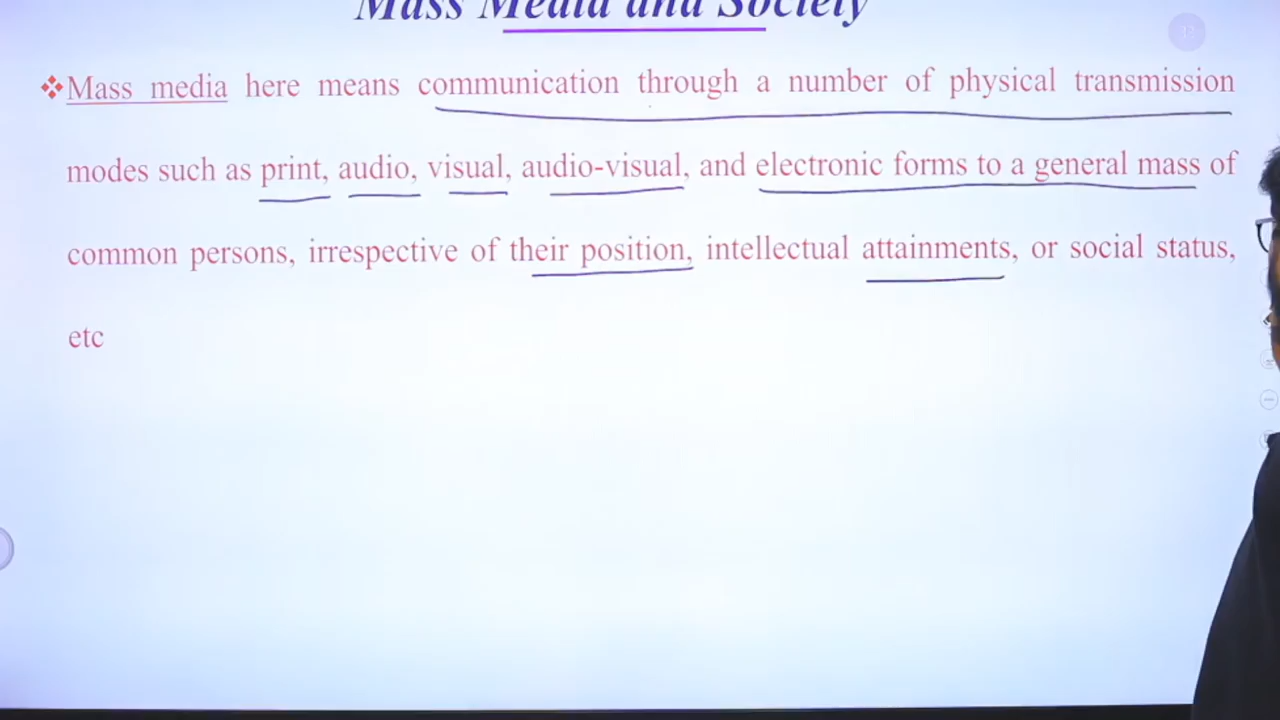 Mass Media and Society
❖Mass media here means communication through a number of physical transmission
modes such as print, audio, visual, audio-visual, and electronic forms to a general mass of
common persons, irrespective of their position, intellectual attainments, or social status,
etc